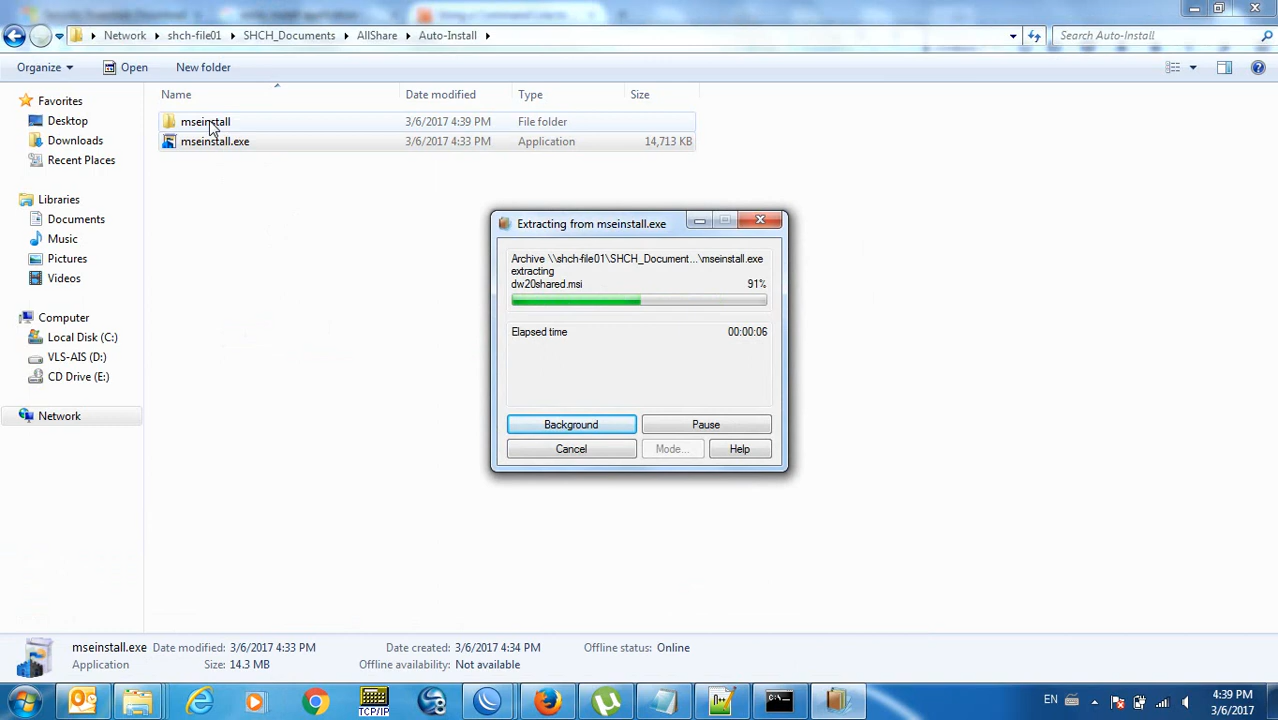 Network
shch-file01
SHCH_Documents
AllShare
Auto-Install
Search Auto-Install
Organize
Open
New folder
Name
Date modified
Type
Size
Favorites
Desktop
Downloads
Recent Places
Libraries
Documents
Music
Pictures
Videos
Computer
Local Disk (C:)
VLS-AIS (D:)
CD Drive (E:)
Network
mseinstall 3/6/2017 4:39 PM File folder
mseinstall.exe 3/6/2017 4:33 PM Application 14,713 KB
Extracting from mseinstall.exe
Archive \\shch-file01\SHCH_Document...\mseinstall.exe
extracting
dw20shared.msi 91%
Elapsed time 00:00:06
Background Pause
Cancel Mode... Help
mseinstall.exe Date modified: 3/6/2017 4:33 PM Date created: 3/6/2017 4:34 PM Offline status: Online
Application Size: 14.3 MB Offline availability: Not available
TCP/IP
C:\
EN
4:39 PM
3/6/2017